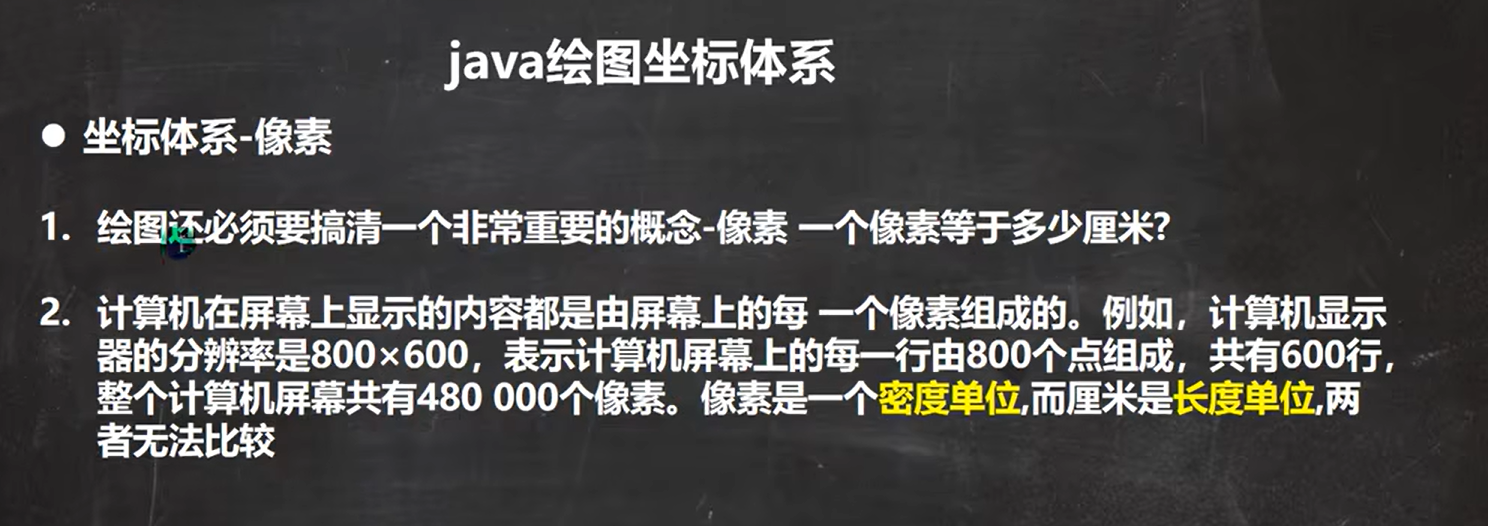 java绘图坐标体系
● 坐标体系-像素
1. 绘图还必须要搞清一个非常重要的概念-像素 一个像素等于多少厘米?
2. 计算机在屏幕上显示的内容都是由屏幕上的每 一个像素组成的。例如，计算机显示
器的分辨率是800×600，表示计算机屏幕上的每一行由800个点组成，共有600行，
整个计算机屏幕共有480 000个像素。像素是一个密度单位,而厘米是长度单位,两
者无法比较